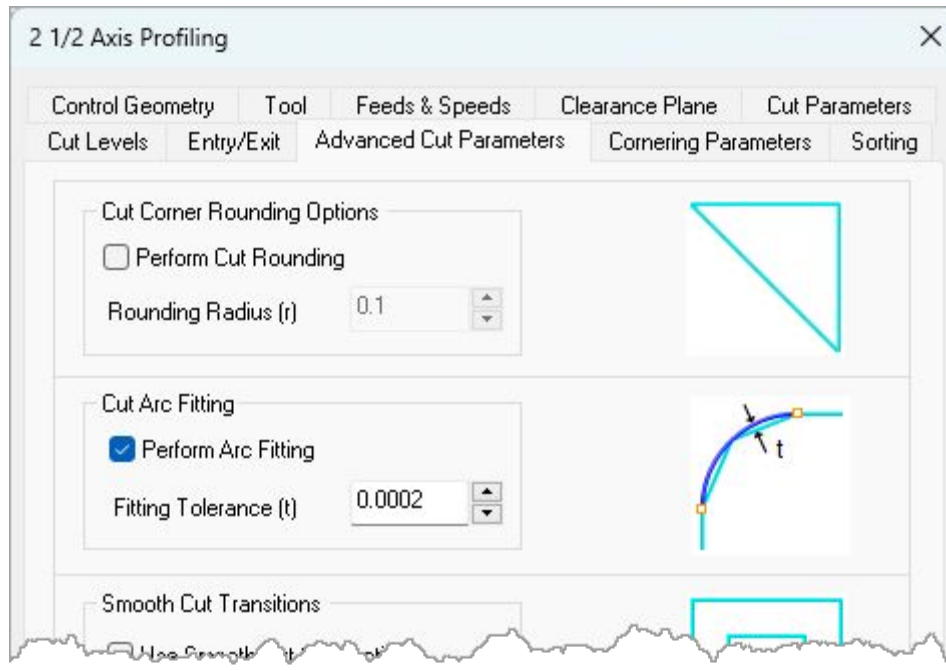 2 1/2 Axis Profiling
Control Geometry Tool Feeds & Speeds Clearance Plane Cut Parameters
Cut Levels Entry/Exit Advanced Cut Parameters Cornering Parameters Sorting
Cut Corner Rounding Options
Perform Cut Rounding
Rounding Radius (r) 0.1
Cut Arc Fitting
Perform Arc Fitting
t
Fitting Tolerance (t) 0.0002
Smooth Cut Transitions